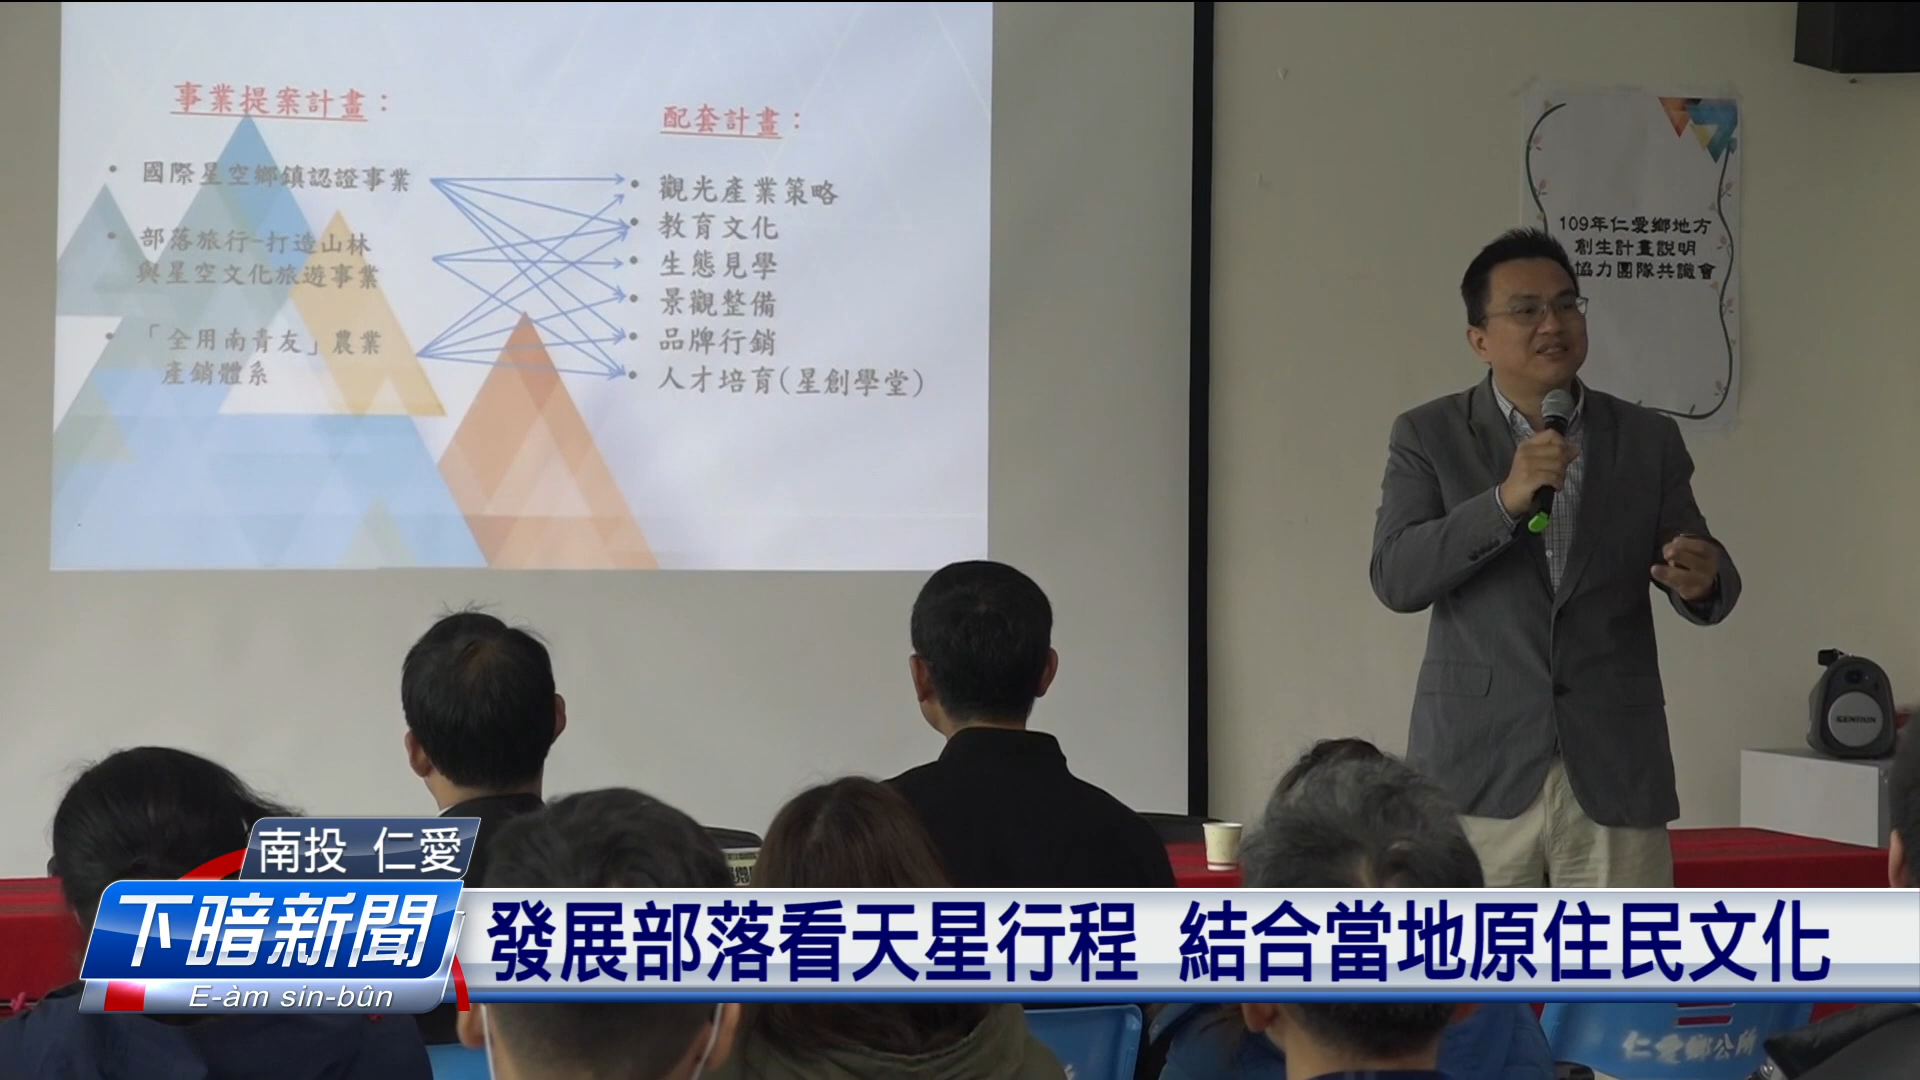 事業提案計畫：
• 國際星空鄉鎮認證事業
• 部落旅行-打造山林
與星空文化旅遊事業
• 「全用南青友」農業
產銷體系
配套計畫：
• 觀光產業策略
• 教育文化
• 生態見學
• 景觀整備
• 品牌行銷
• 人才培育(星創學堂)
109年仁愛鄉地方
創生計畫說明
協力團隊共識會
南投 仁愛
下暗新聞
E-àm sin-bûn
發展部落看天星行程 結合當地原住民文化
仁愛鄉公所